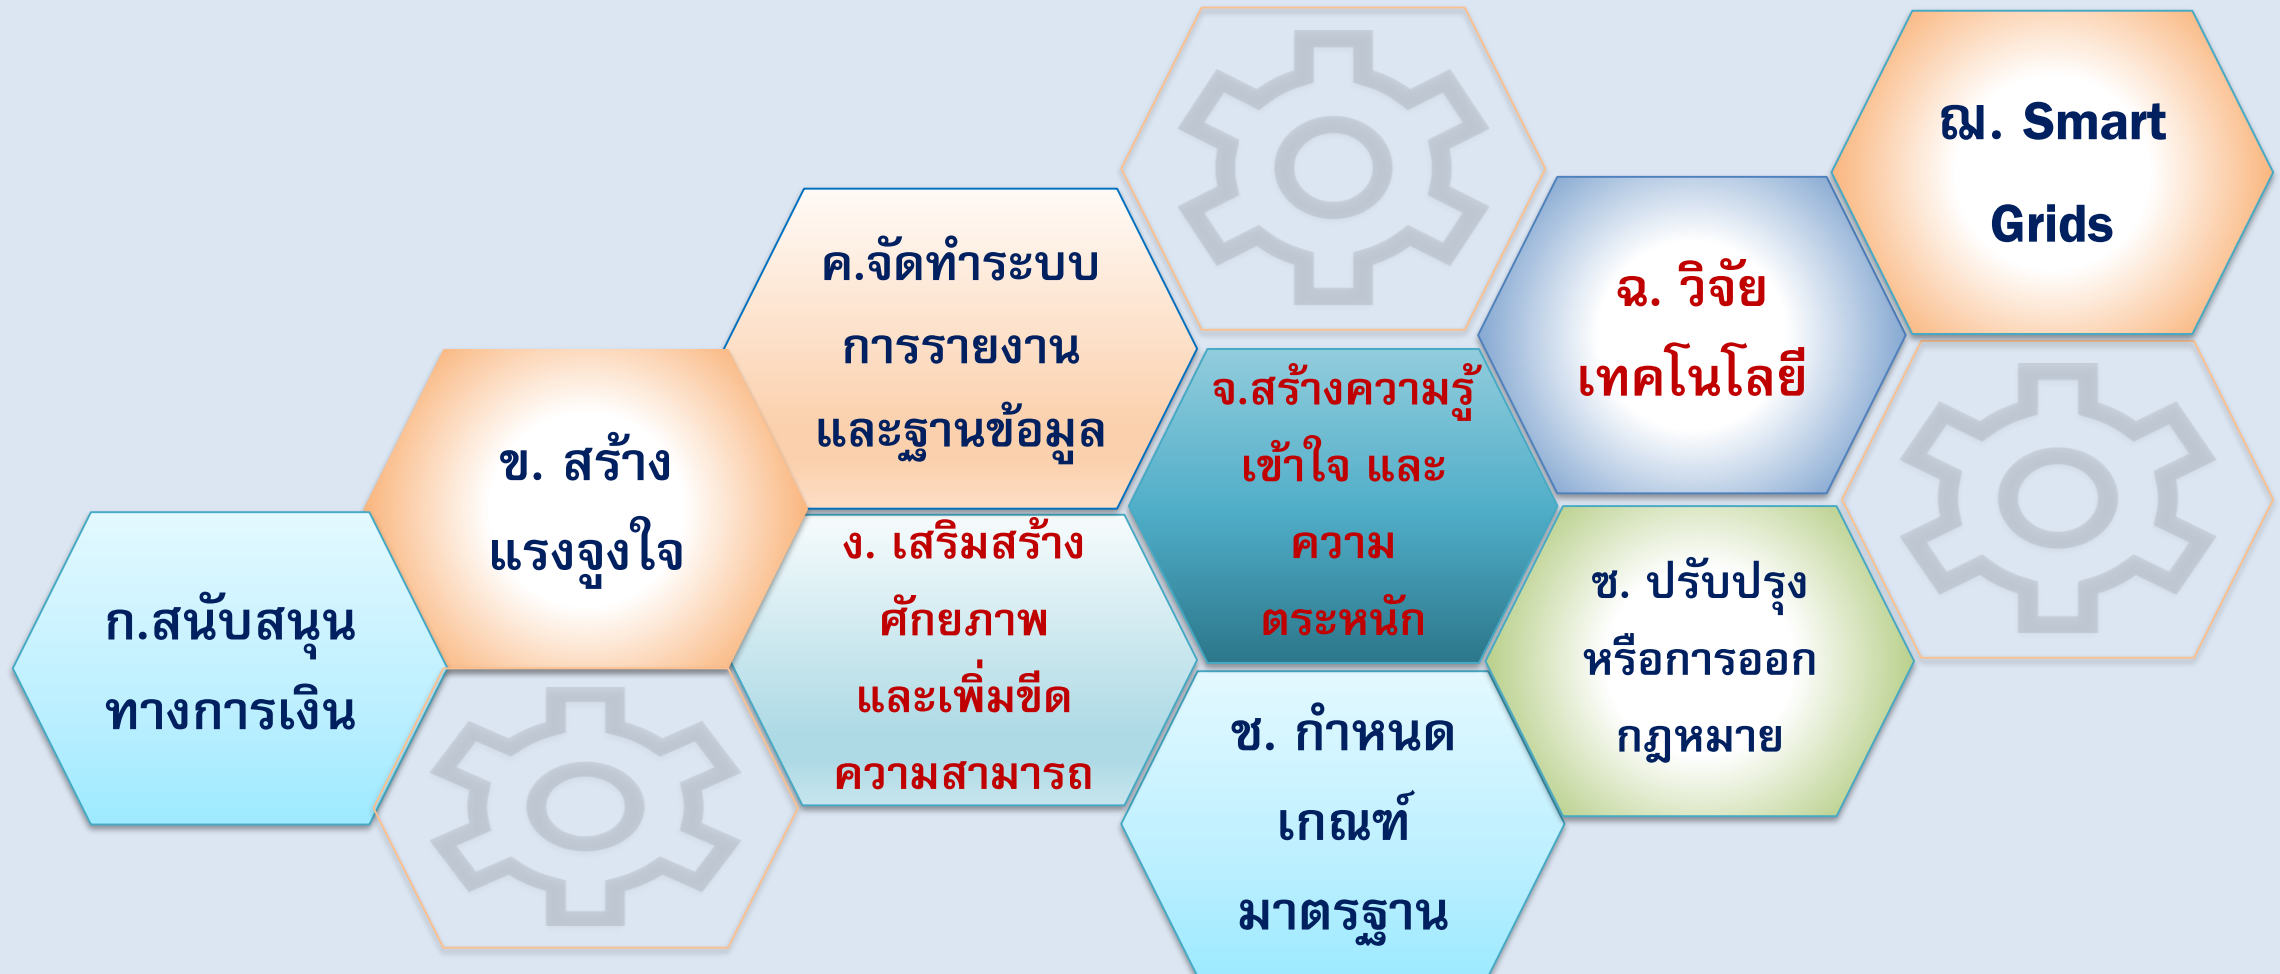 ก.สนับสนุน
ทางการเงิน
ข. สร้าง
แรงจูงใจ
ค.จัดทำระบบ
การรายงาน
และฐานข้อมูล
ง. เสริมสร้าง
ศักยภาพ
และเพิ่มขีด
ความสามารถ
จ.สร้างความรู้
เข้าใจ และ
ความ
ตระหนัก
ฉ. วิจัย
เทคโนโลยี
ช. กำหนด
เกณฑ์
มาตรฐาน
ซ. ปรับปรุง
หรือการออก
กฎหมาย
ฌ. Smart
Grids